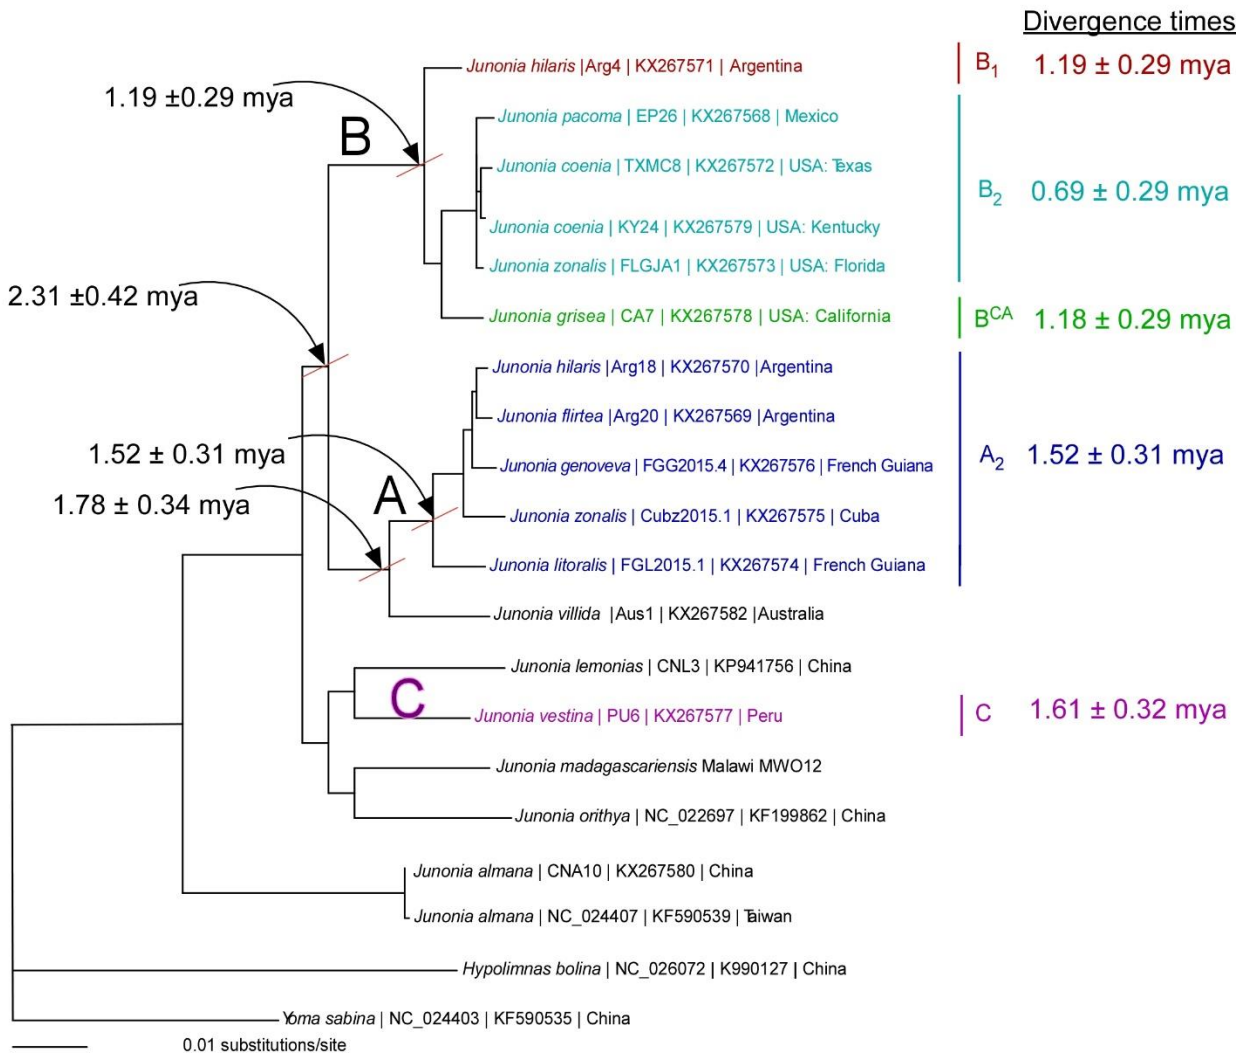 Divergence times
Junonia hilaris |Arg4 | KX267571 | Argentina
B1 1.19 ± 0.29 mya
1.19 ±0.29 mya
B
Junonia pacoma | EP26 | KX267568 | Mexico
Junonia coenia | TXMC8 | KX267572 | USA: Texas
B2 0.69 ± 0.29 mya
Junonia coenia | KY24 | KX267579 | USA: Kentucky
Junonia zonalis | FLGJA1 | KX267573 | USA: Florida
2.31 ±0.42 mya
Junonia grisea | CA7 | KX267578 | USA: California
BCA 1.18 ± 0.29 mya
Junonia hilaris |Arg18 | KX267570 |Argentina
Junonia flirtea |Arg20 | KX267569 |Argentina
1.52 ± 0.31 mya
A2 1.52 ± 0.31 mya
Junonia genoveva | FGG2015.4 | KX267576 | French Guiana
A
1.78 ± 0.34 mya
Junonia zonalis | Cubz2015.1 | KX267575 | Cuba
Junonia litoralis | FGL2015.1 | KX267574 | French Guiana
Junonia villida |Aus1 | KX267582 |Australia
Junonia lemonias | CNL3 | KP941756 | China
C
Junonia vestina | PU6 | KX267577 | Peru
C 1.61 ± 0.32 mya
Junonia madagascariensis Malawi MWO12
Junonia orithya | NC_022697 | KF199862 | China
Junonia almana | CNA10 | KX267580 | China
Junonia almana | NC_024407 | KF590539 | Taiwan
Hypolimnas bolina | NC_026072 | K990127 | China
Yoma sabina | NC_024403 | KF590535 | China
0.01 substitutions/site